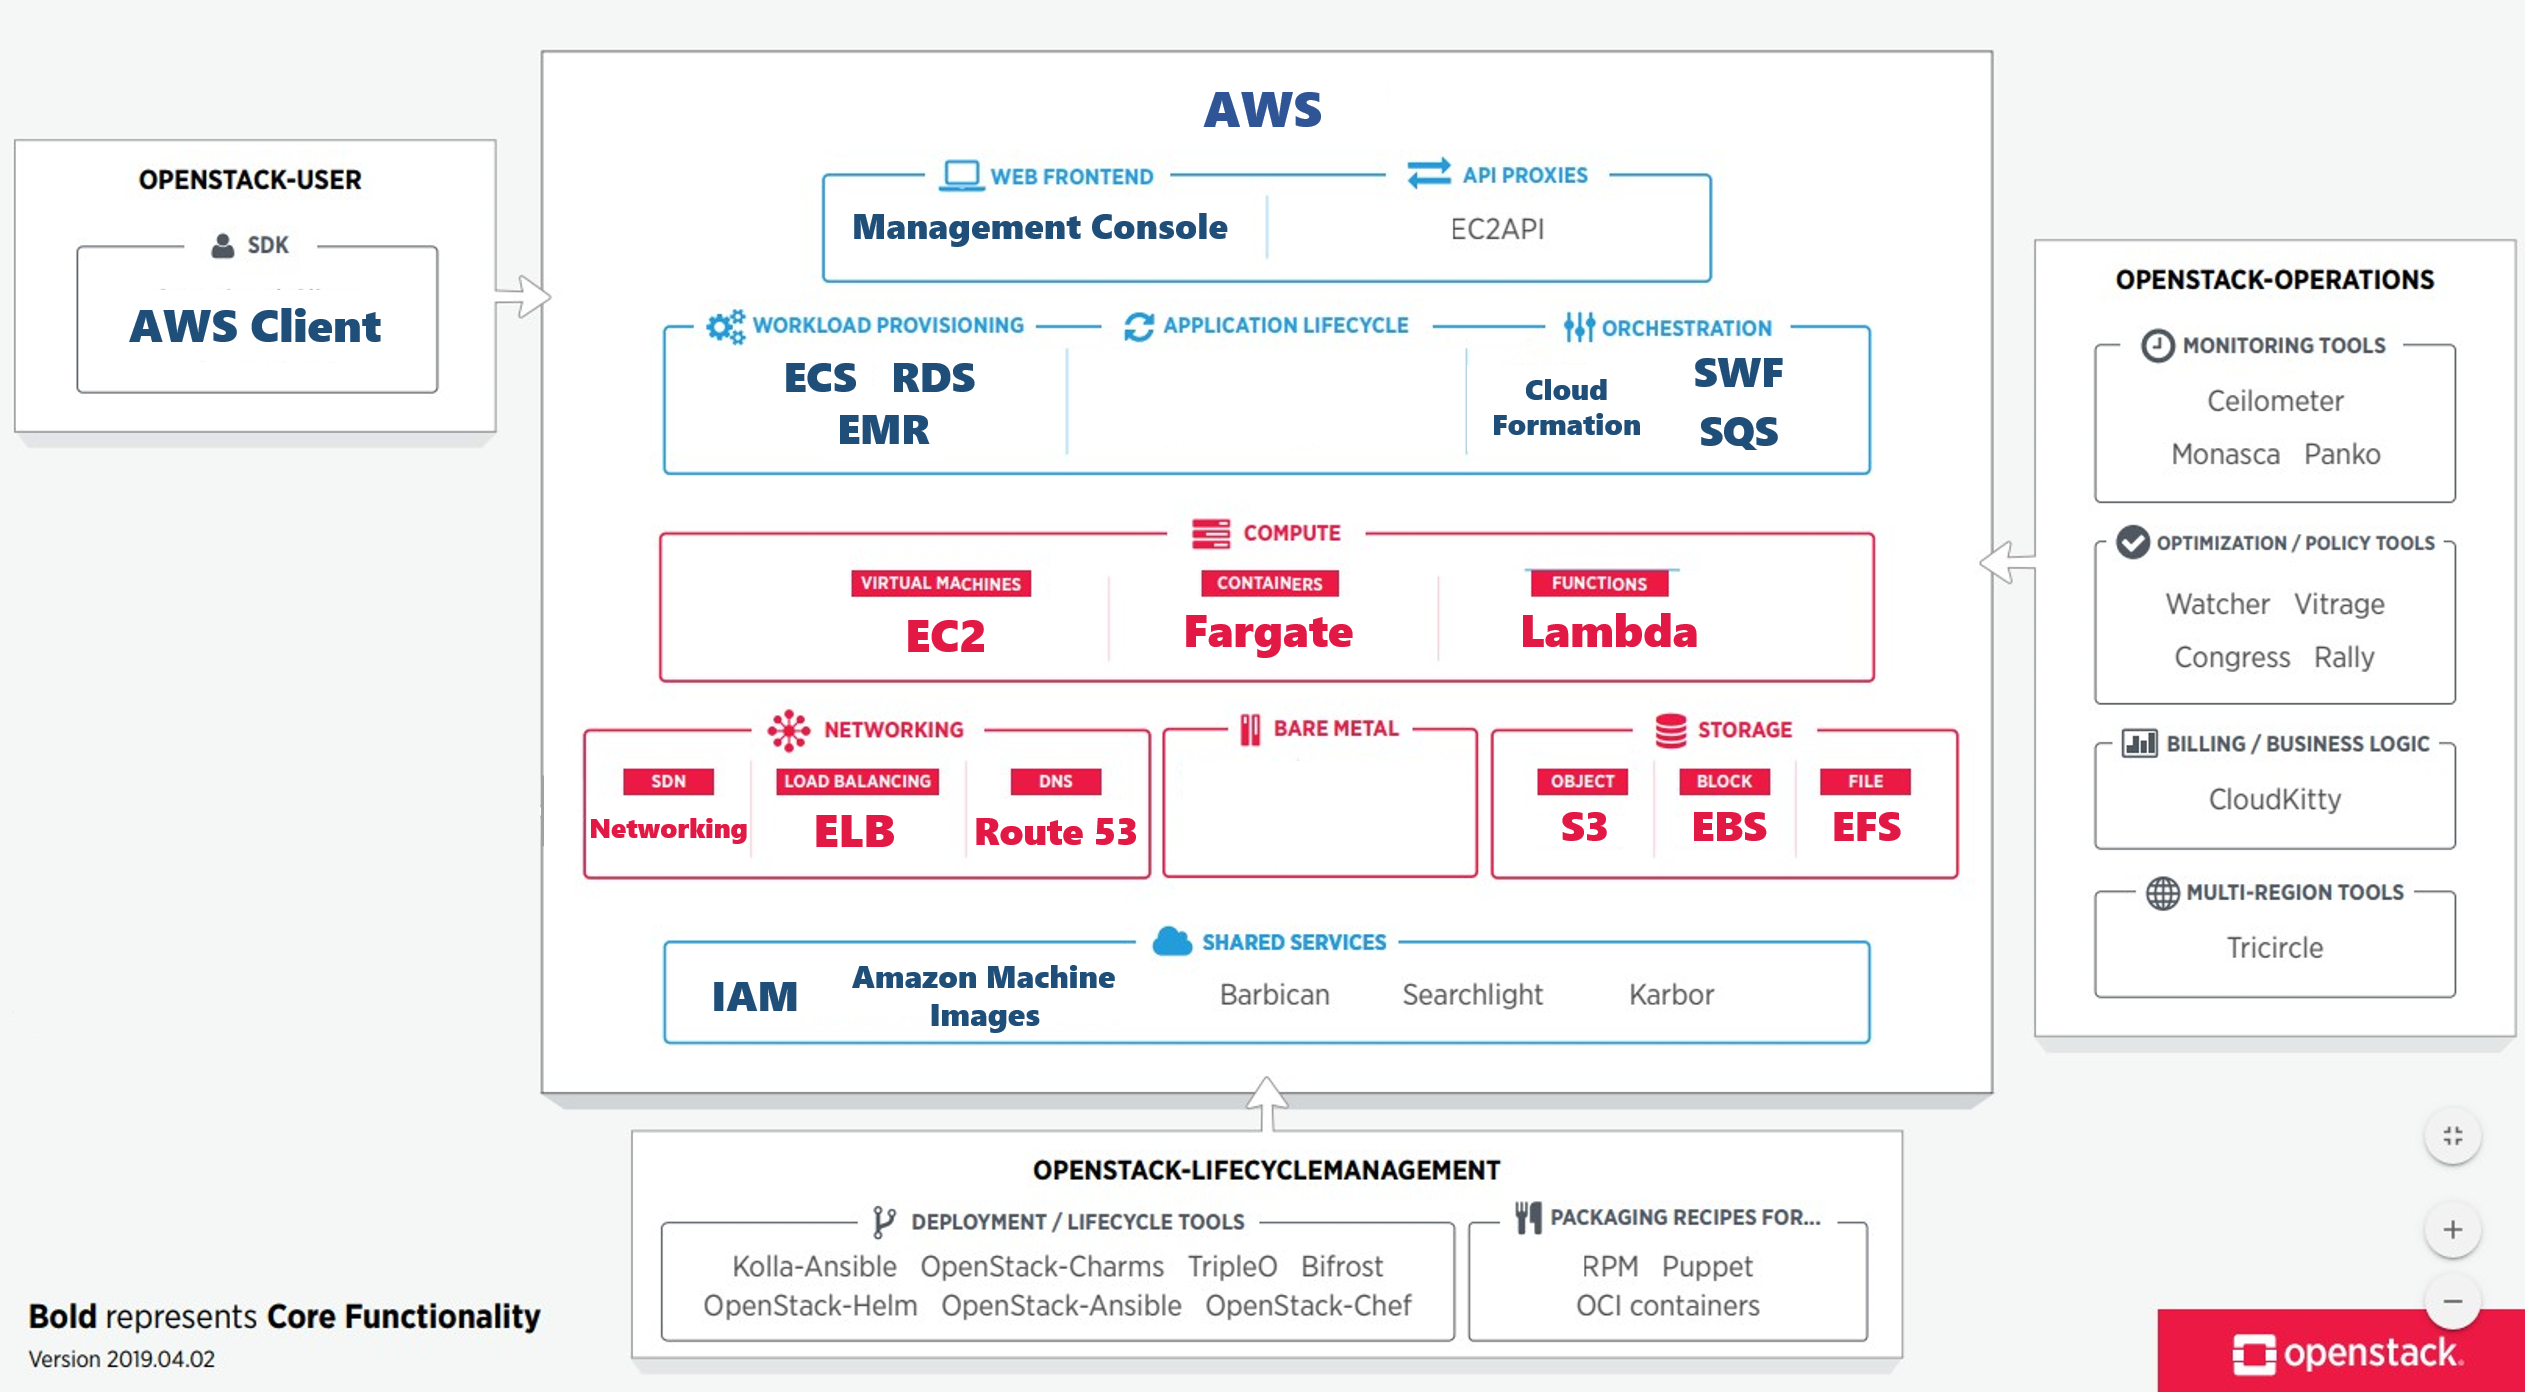 AWS
OPENSTACK-USER
SDK
AWS Client
WEB FRONTEND
Management Console
API PROXIES
EC2API
WORKLOAD PROVISIONING
ECS RDS
EMR
APPLICATION LIFECYCLE
ORCHESTRATION
Cloud
Formation
SWF
SQS
COMPUTE
VIRTUAL MACHINES
EC2
CONTAINERS
Fargate
FUNCTIONS
Lambda
NETWORKING
SDN
Networking
LOAD BALANCING
ELB
DNS
Route 53
BARE METAL
STORAGE
OBJECT
S3
BLOCK
EBS
FILE
EFS
SHARED SERVICES
IAM
Amazon Machine
Images
Barbican
Searchlight
Karbor
OPENSTACK-OPERATIONS
MONITORING TOOLS
Ceilometer
Monasca Panko
OPTIMIZATION / POLICY TOOLS
Watcher Vitrage
Congress Rally
BILLING / BUSINESS LOGIC
CloudKitty
MULTI-REGION TOOLS
Tricircle
OPENSTACK-LIFECYCLEMANAGEMENT
DEPLOYMENT / LIFECYCLE TOOLS
Kolla-Ansible OpenStack-Charms TripleO Bifrost
OpenStack-Helm OpenStack-Ansible OpenStack-Chef
PACKAGING RECIPES FOR...
RPM Puppet
OCI containers
Bold represents Core Functionality
Version 2019.04.02
openstack.